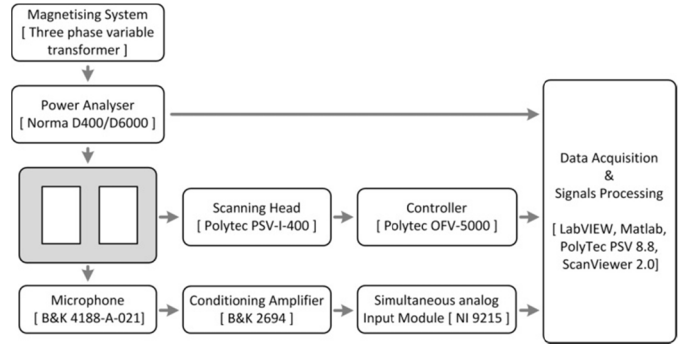 Magnetising System
[ Three phase variable
transformer ]
Power Analyser
[ Norma D400/D6000 ]
Data Acquisition
&
Signals Processing
[ LabVIEW, Matlab,
PolyTec PSV 8.8,
ScanViewer 2.0]
Scanning Head
[ Polytec PSV-I-400 ]
Controller
[ Polytec OFV-5000 ]
Microphone
[ B&K 4188-A-021]
Conditioning Amplifier
[ B&K 2694 ]
Simultaneous analog
Input Module [ NI 9215 ]